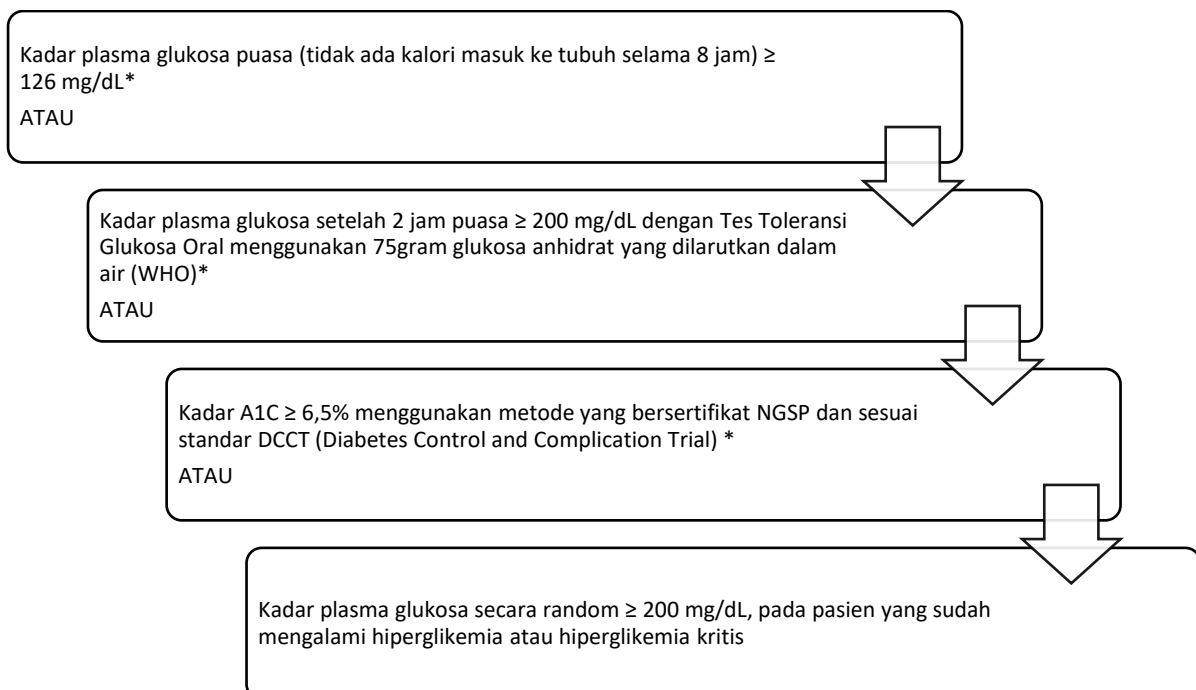 Kadar plasma glukosa puasa (tidak ada kalori masuk ke tubuh selama 8 jam) ≥
126 mg/dL*
ATAU
Kadar plasma glukosa setelah 2 jam puasa ≥ 200 mg/dL dengan Tes Toleransi
Glukosa Oral menggunakan 75gram glukosa anhidrat yang dilarutkan dalam
air (WHO)*
ATAU
Kadar A1C ≥ 6,5% menggunakan metode yang bersertifikat NGSP dan sesuai
standar DCCT (Diabetes Control and Complication Trial) *
ATAU
Kadar plasma glukosa secara random ≥ 200 mg/dL, pada pasien yang sudah
mengalami hiperglikemia atau hiperglikemia kritis